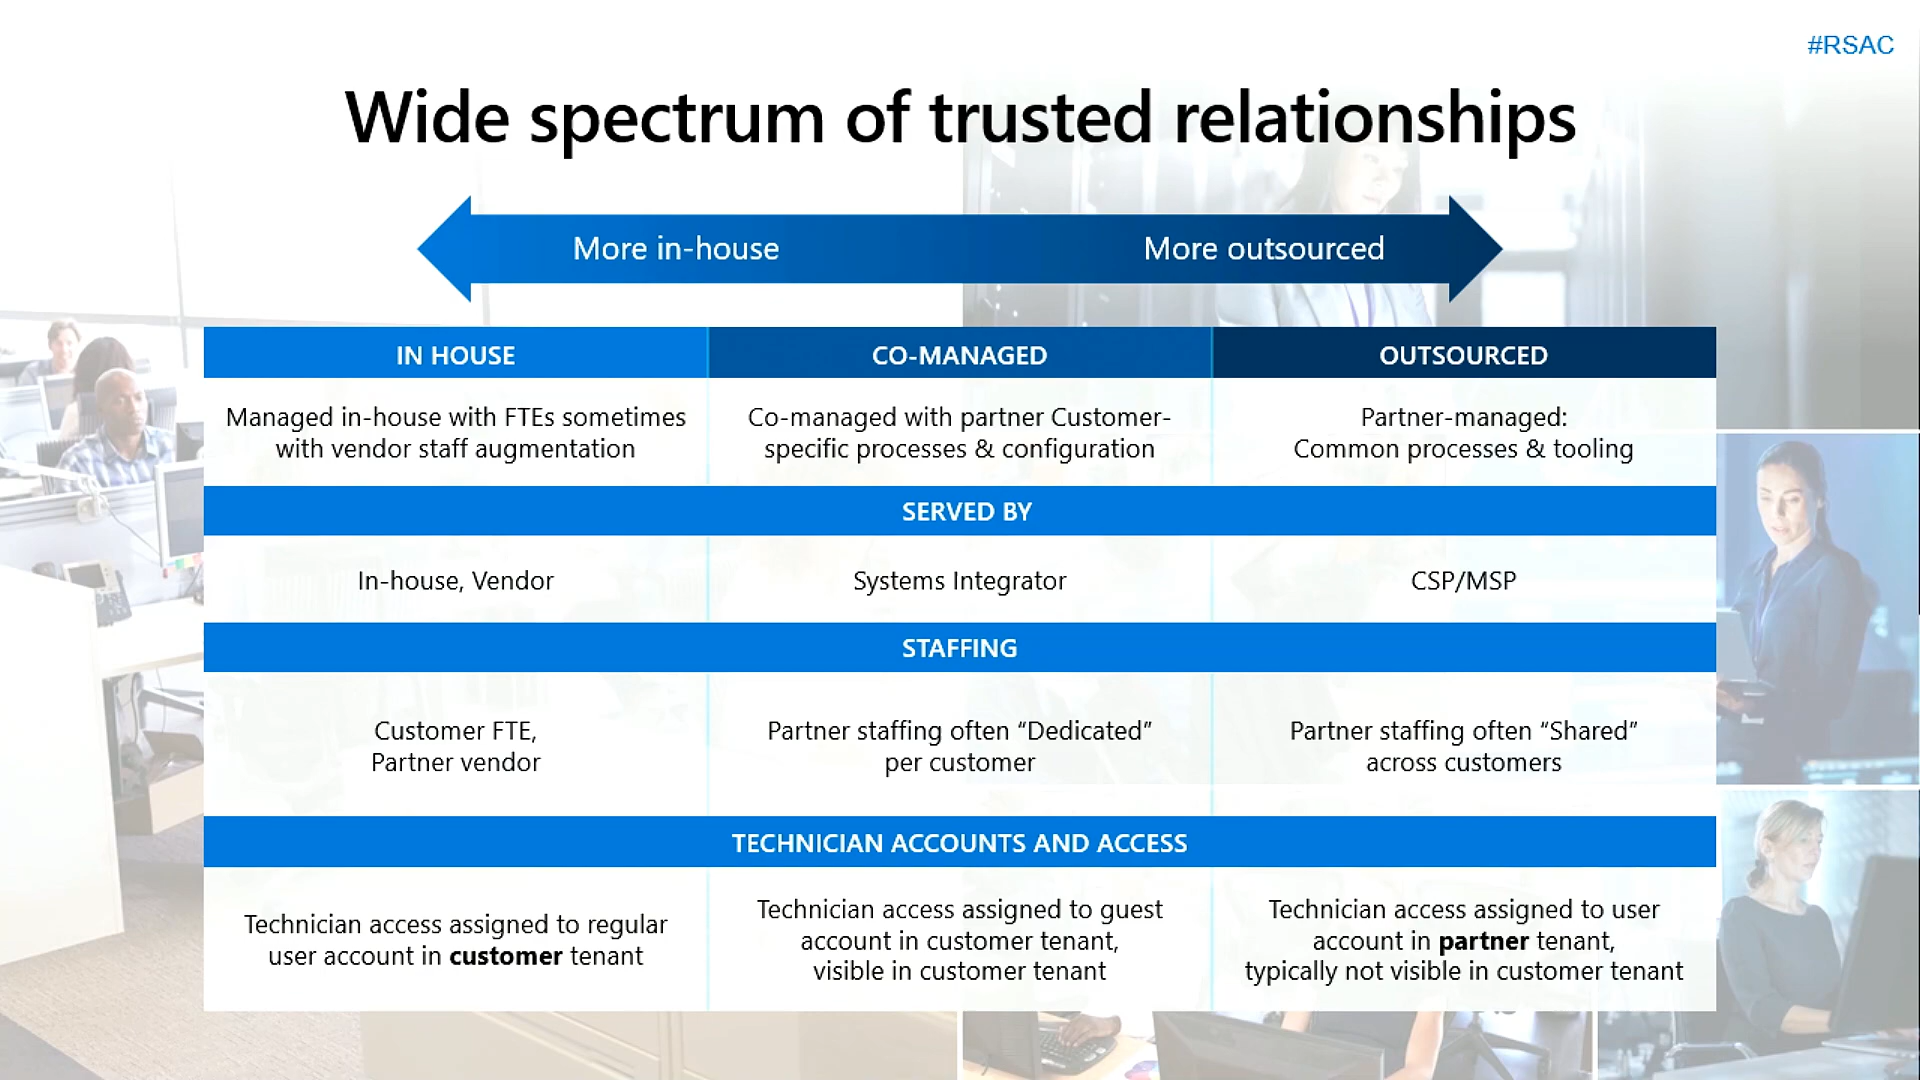 #RSAC
Wide spectrum of trusted relationships
More in-house
More outsourced
IN HOUSE
CO-MANAGED
OUTSOURCED
Managed in-house with FTEs sometimes
with vendor staff augmentation
Co-managed with partner Customer-
specific processes & configuration
Partner-managed:
Common processes & tooling
SERVED BY
In-house, Vendor
Systems Integrator
CSP/MSP
STAFFING
Customer FTE,
Partner vendor
Partner staffing often “Dedicated”
per customer
Partner staffing often “Shared”
across customers
TECHNICIAN ACCOUNTS AND ACCESS
Technician access assigned to regular
user account in customer tenant
Technician access assigned to guest
account in customer tenant,
visible in customer tenant
Technician access assigned to user
account in partner tenant,
typically not visible in customer tenant